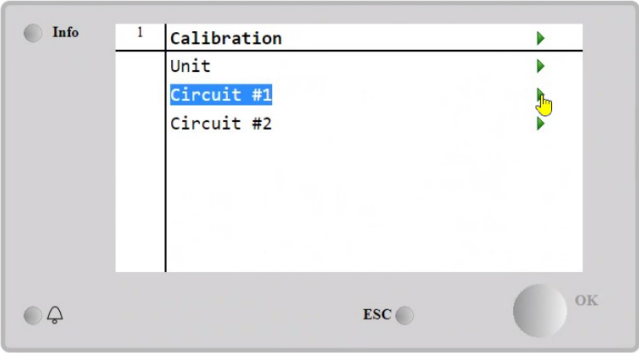 Info
1 Calibration
Unit
Circuit #1
Circuit #2
ESC
OK